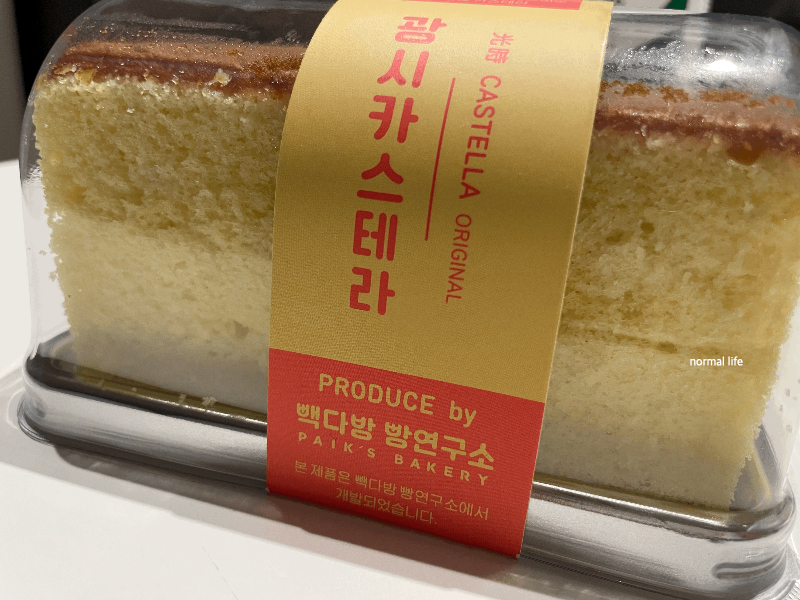 광시카스테라
光時 CASTELLA ORIGINAL
PRODUCE by
빽다방 빵연구소
PAIK'S BAKERY
본 제품은 빽다방 빵연구소에서
개발되었습니다.
normal life